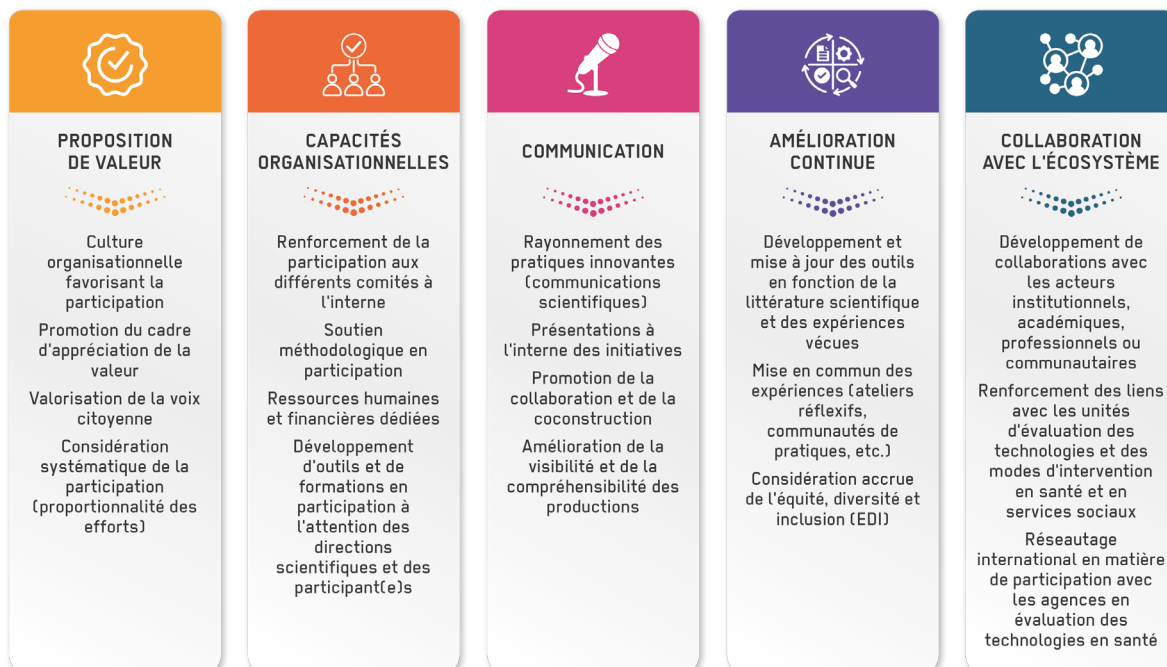 PROPOSITION
DE VALEUR
Culture
organisationnelle
favorisant la
participation
Promotion du cadre
d'appréciation de la
valeur
Valorisation de la voix
citoyenne
Considération
systématique de la
participation
(proportionnalité des
efforts)
CAPACITÉS
ORGANISATIONNELLES
Renforcement de la
participation aux
différents comités à
l'interne
Soutien
méthodologique en
participation
Ressources humaines
et financières dédiées
Développement
d'outils et de
formations en
participation à
l'attention des
directions
scientifiques et des
participant(e)s
COMMUNICATION
Rayonnement des
pratiques innovantes
(communications
scientifiques)
Présentations à
l'interne des initiatives
Promotion de la
collaboration et de la
coconstruction
Amélioration de la
visibilité et de la
compréhensibilité des
productions
AMÉLIORATION
CONTINUE
Développement et
mise à jour des outils
en fonction de la
littérature scientifique
et des expériences
vécues
Mise en commun des
expériences (ateliers
réflexifs,
communautés de
pratiques, etc.)
Considération accrue
de l'équité, diversité et
inclusion (EDI)
COLLABORATION
AVEC L'ÉCOSYSTÈME
Développement de
collaborations avec
les acteurs
institutionnels,
académiques,
professionnels ou
communautaires
Renforcement des liens
avec les unités
d'évaluation des
technologies et des
modes d'intervention
en santé et en
services sociaux
Réseautage
international en matière
de participation avec
les agences en
évaluation des
technologies en santé